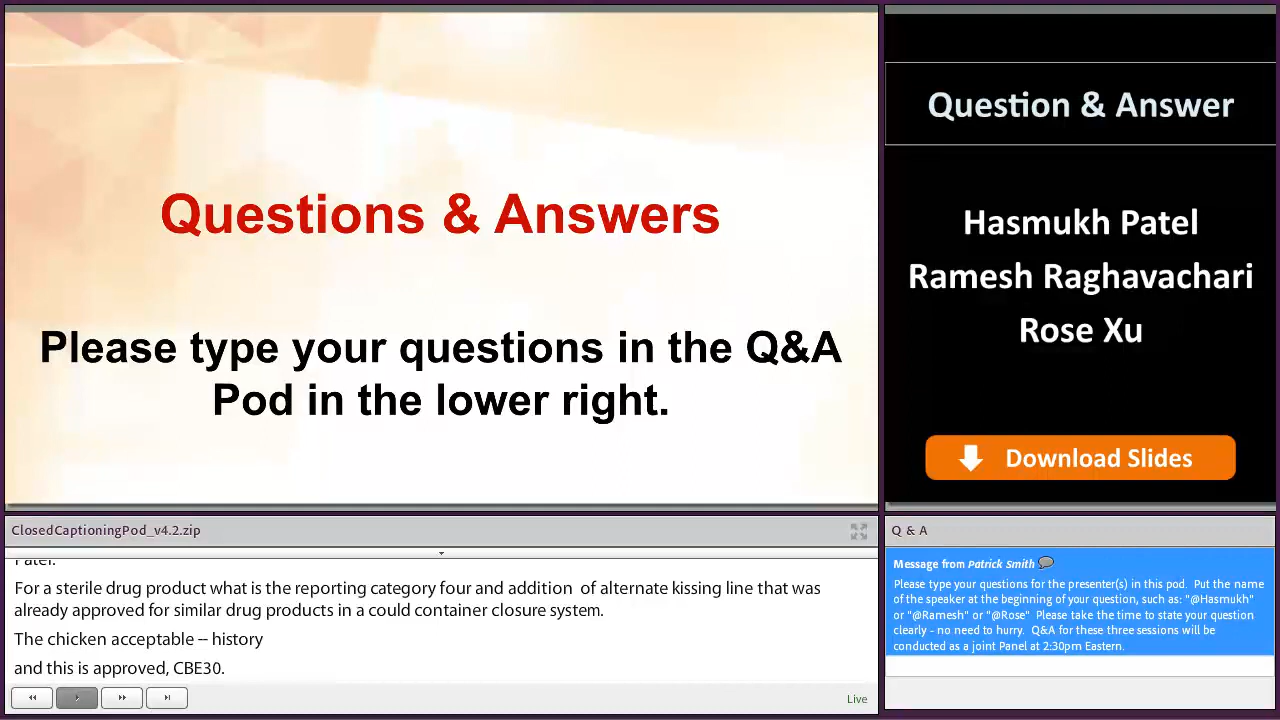 Questions & Answers
Please type your questions in the Q&A
Pod in the lower right.
Question & Answer
Hasmukh Patel
Ramesh Raghavachari
Rose Xu
Download Slides
ClosedCaptioningPod_v4.2.zip
Patel.
For a sterile drug product what is the reporting category four and addition  of alternate kissing line that was
already approved for similar drug products in a could container closure system.
The chicken acceptable -- history
and this is approved, CBE30.
Live
Q & A
Message from Patrick Smith
Please type your questions for the presenter(s) in this pod.  Put the name
of the speaker at the beginning of your question, such as: "@Hasmukh"
or "@Ramesh" or "@Rose"  Please take the time to state your question
clearly - no need to hurry.  Q&A for these three sessions will be
conducted as a joint Panel at 2:30pm Eastern.